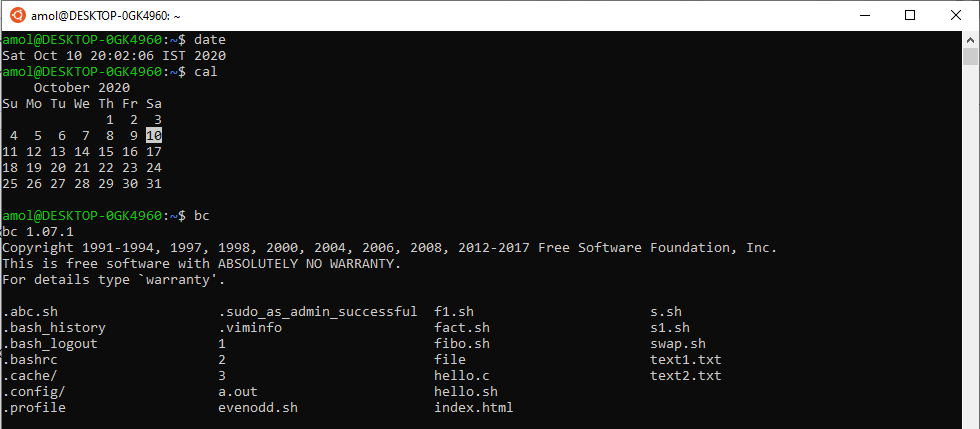 amol@DESKTOP-0GK4960: ~
amol@DESKTOP-0GK4960:~$ date
Sat Oct 10 20:02:06 IST 2020
amol@DESKTOP-0GK4960:~$ cal
    October 2020
Su Mo Tu We Th Fr Sa
             1  2  3
 4  5  6  7  8  9 10
11 12 13 14 15 16 17
18 19 20 21 22 23 24
25 26 27 28 29 30 31
amol@DESKTOP-0GK4960:~$ bc
bc 1.07.1
Copyright 1991-1994, 1997, 1998, 2000, 2004, 2006, 2008, 2012-2017 Free Software Foundation, Inc.
This is free software with ABSOLUTELY NO WARRANTY.
For details type `warranty'.
.abc.sh                    .sudo_as_admin_successful  f1.sh                      s.sh
.bash_history              .viminfo                   fact.sh                    s1.sh
.bash_logout               1                          fibo.sh                    swap.sh
.bashrc                    2                          file                       text1.txt
.cache/                    3                          hello.c                    text2.txt
.config/                   a.out                      hello.sh
.profile                   evenodd.sh                 index.html